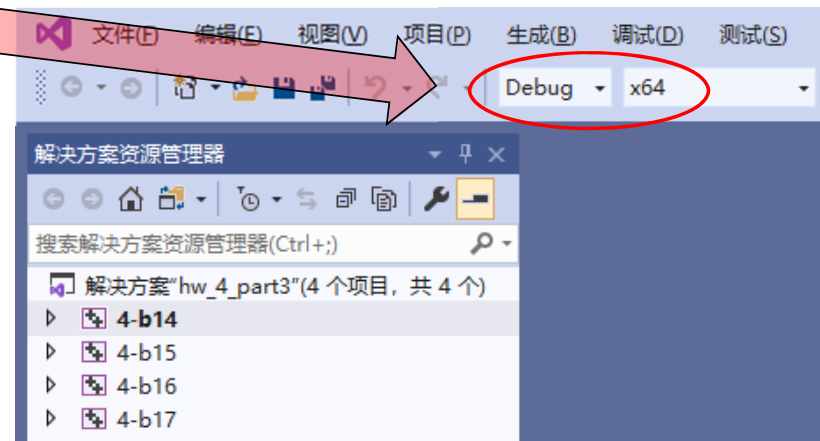 文件(F) 编辑(E) 视图(V) 项目(P) 生成(B) 调试(D) 测试(S)
Debug x64
解决方案资源管理器
搜索解决方案资源管理器(Ctrl+;)
解决方案"hw_4_part3"(4 个项目，共 4 个)
4-b14
4-b15
4-b16
4-b17